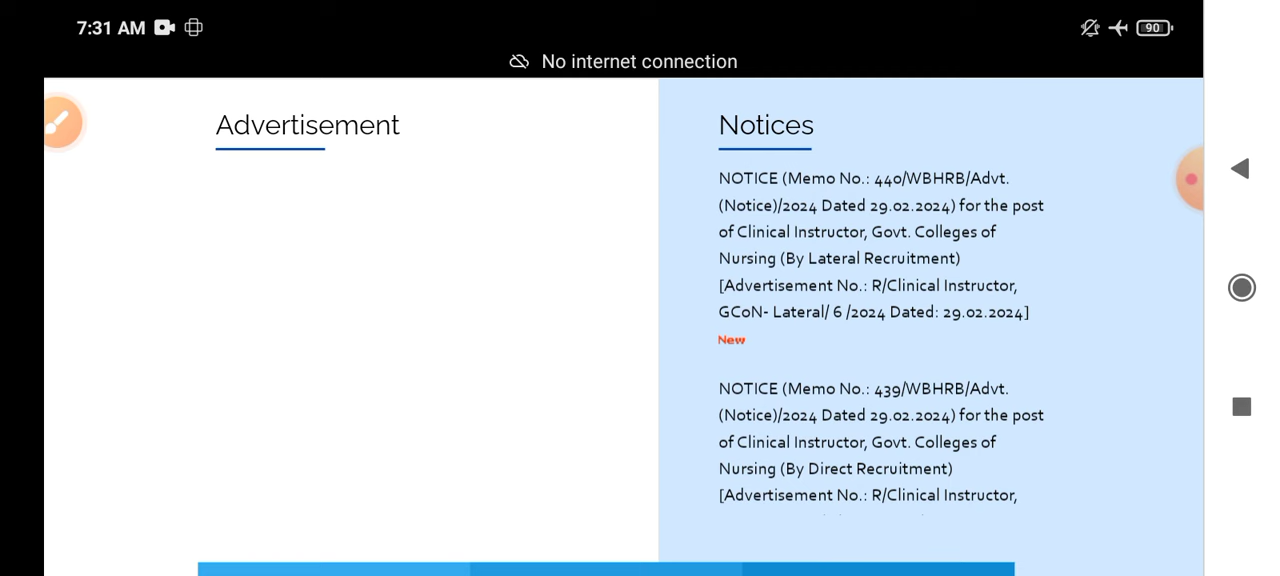 7:31 AM
90
No internet connection
Advertisement
Notices
NOTICE (Memo No.: 440/WBHRB/Advt.
(Notice)/2024 Dated 29.02.2024) for the post
of Clinical Instructor, Govt. Colleges of
Nursing (By Lateral Recruitment)
[Advertisement No.: R/Clinical Instructor,
GCoN- Lateral/ 6 /2024 Dated: 29.02.2024]
New
NOTICE (Memo No.: 439/WBHRB/Advt.
(Notice)/2024 Dated 29.02.2024) for the post
of Clinical Instructor, Govt. Colleges of
Nursing (By Direct Recruitment)
[Advertisement No.: R/Clinical Instructor,